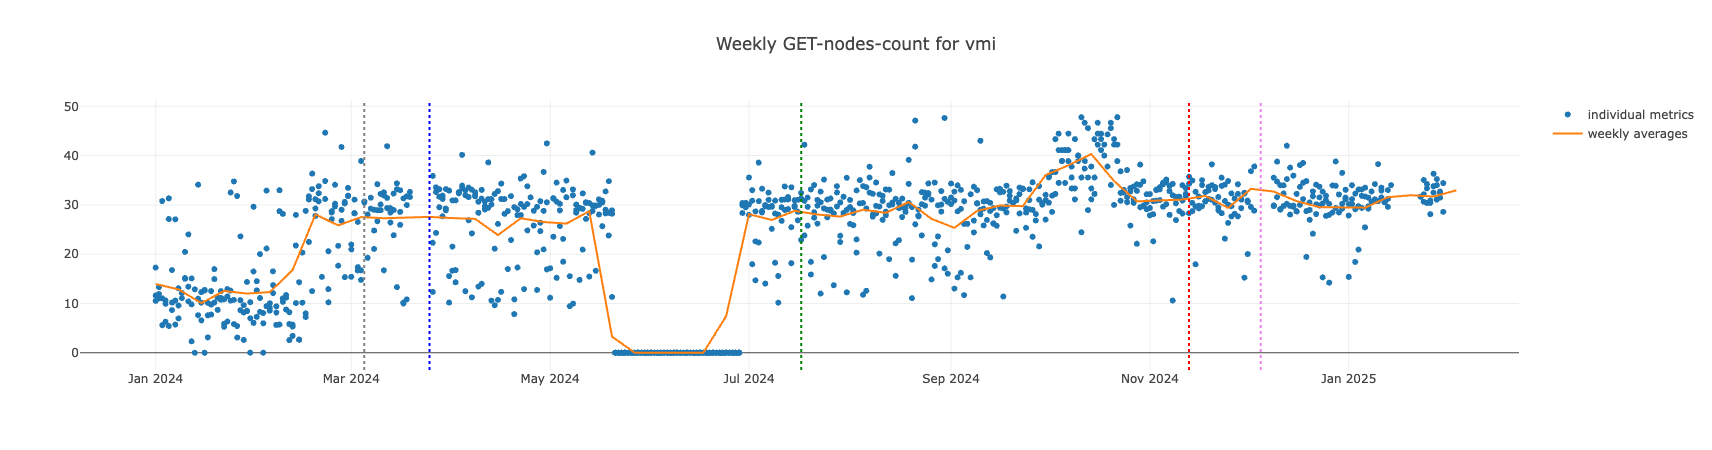 Weekly GET-nodes-count for vmi
50
40
30
20
10
0
Jan 2024
Mar 2024
May 2024
Jul 2024
Sep 2024
Nov 2024
Jan 2025
individual metrics
weekly averages